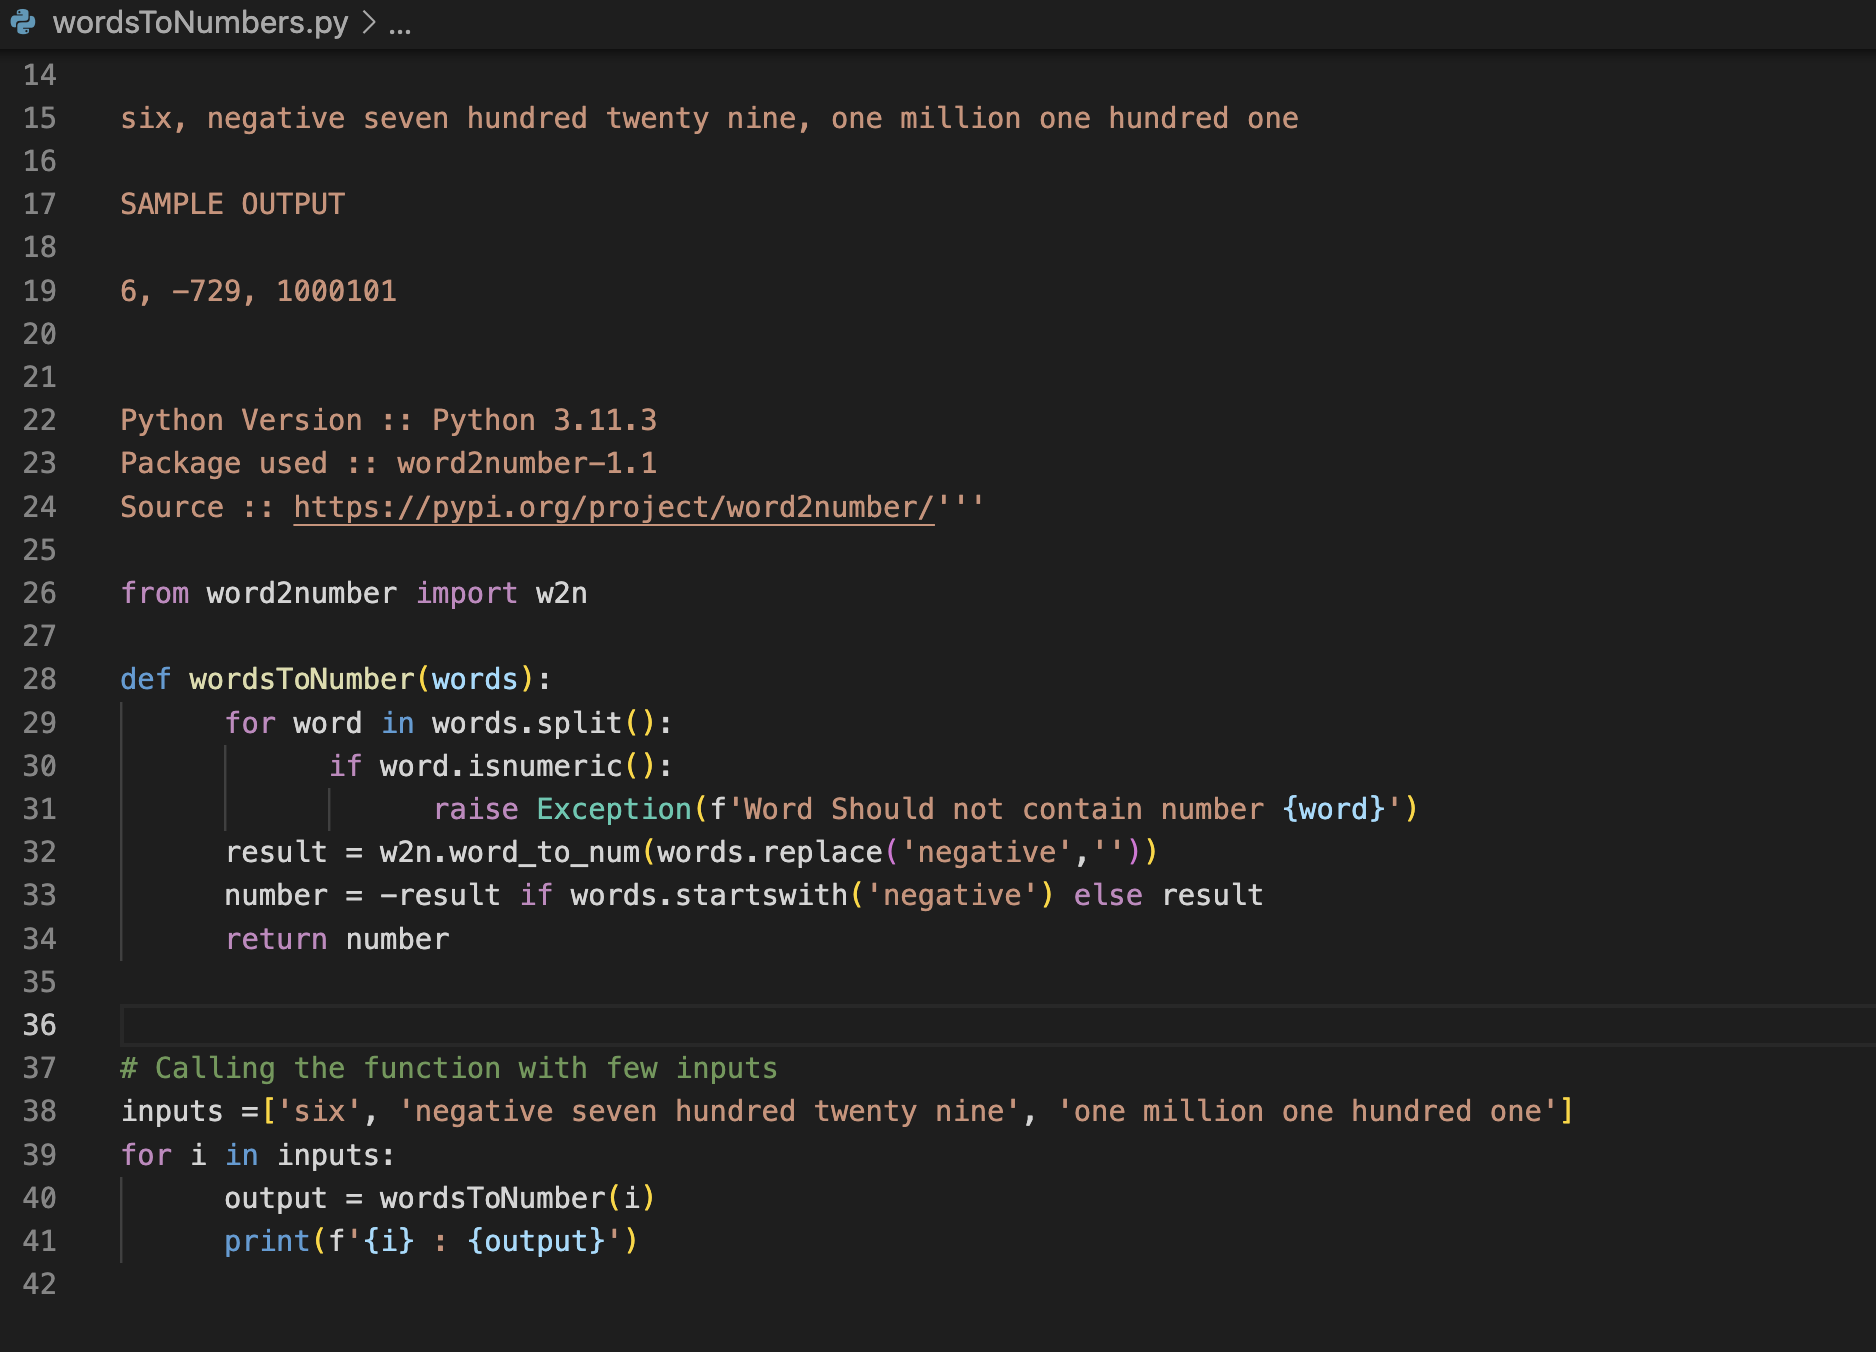 wordsToNumbers.py > ...
14
15 six, negative seven hundred twenty nine, one million one hundred one
16
17 SAMPLE OUTPUT
18
19 6, -729, 1000101
20
21
22 Python Version :: Python 3.11.3
23 Package used :: word2number-1.1
24 Source :: https://pypi.org/project/word2number/'''
25
26 from word2number import w2n
27
28 def wordsToNumber(words):
29       for word in words.split():
30             if word.isnumeric():
31                   raise Exception(f'Word Should not contain number {word}')
32       result = w2n.word_to_num(words.replace('negative',''))
33       number = -result if words.startswith('negative') else result
34       return number
35
36
37 # Calling the function with few inputs
38 inputs =['six', 'negative seven hundred twenty nine', 'one million one hundred one']
39 for i in inputs:
40       output = wordsToNumber(i)
41       print(f'{i} : {output}')
42